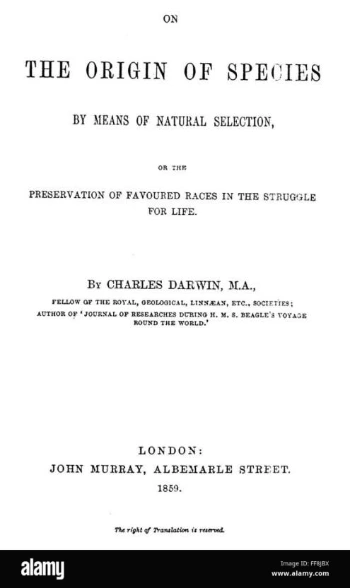 ON
THE ORIGIN OF SPECIES
BY MEANS OF NATURAL SELECTION,
OR THE
PRESERVATION OF FAVOURED RACES IN THE STRUGGLE
FOR LIFE.
BY CHARLES DARWIN, M.A.,
FELLOW OF THE ROYAL, GEOLOGICAL, LINNÆAN, ETC., SOCIETIES;
AUTHOR OF 'JOURNAL OF RESEARCHES DURING H. M. S. BEAGLE'S VOYAGE
ROUND THE WORLD.'
LONDON:
JOHN MURRAY, ALBEMARLE STREET.
1859.
The right of Translation is reserved.
alamy
Image ID: FF8JBX
www.alamy.com